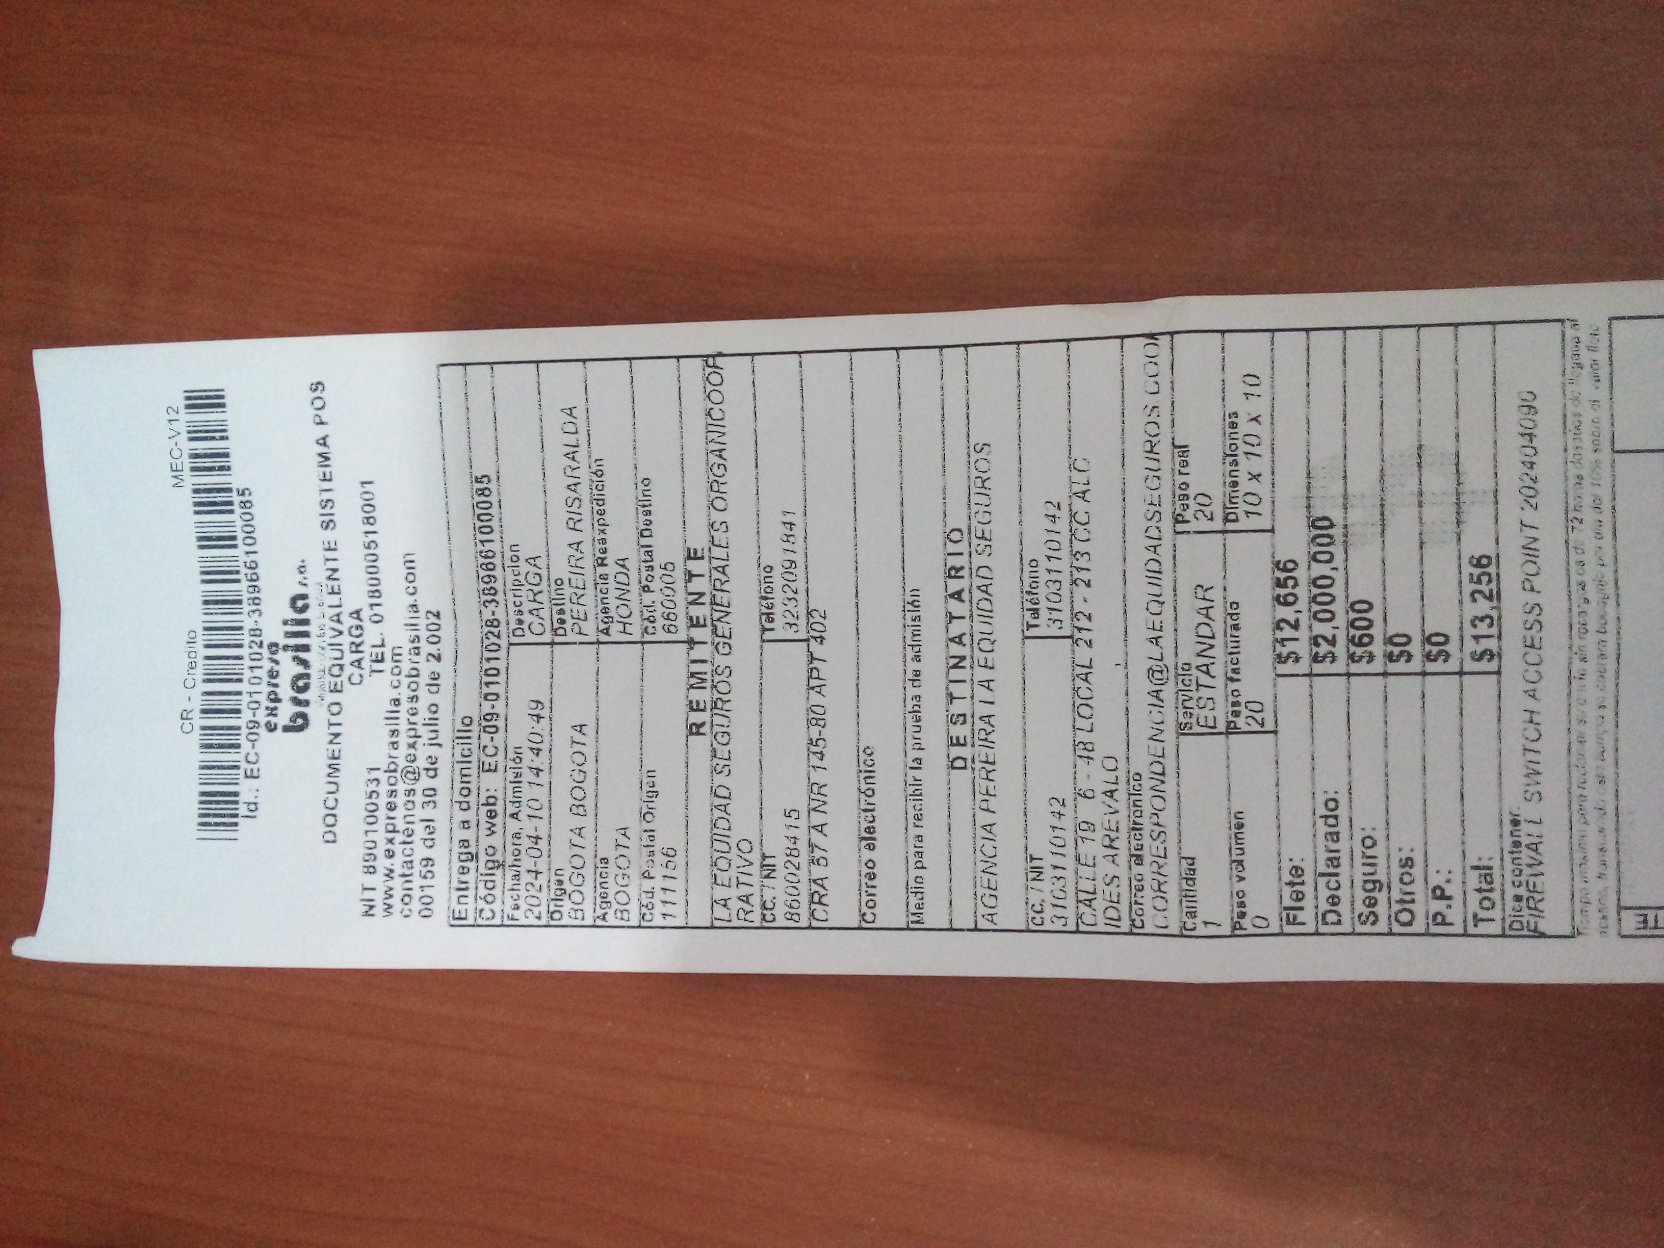 CR - Credito MEC-V12
Id.: EC-09-0101028-38966100085
expreso
brasilia s.a.
DOCUMENTO EQUIVALENTE SISTEMA POS
CARGA
NIT 890100531 TEL. 018000518001
www.expresobrasilia.com
contactenos@expresobrasilia.com
00159 del 30 de julio de 2.002
Entrega a domicilio
Código web: EC-09-0101028-38966100085
Fecha/hora, Admisión Descripcion
2024-04-10 14:40:49 CARGA
Origen Destino
BOGOTA BOGOTA PEREIRA RISARALDA
Agencia Agencia Reexpedición
BOGOTA HONDA
Cód. Postal Origen Cód. Postal Destino
111156 660005
REMITENTE
LA EQUIDAD SEGUROS GENERALES ORGANICOOP
RATIVO
CC. / NIT Teléfono
860028415 3232091841
CRA 57 A NR 145-80 APT 402
Correo electrónico
Medio para recibir la prueba de admisión
DESTINATARIO
AGENCIA PEREIRA LA EQUIDAD SEGUROS
CC. / NIT Teléfono
3103110142 3103110142
CALLE 19 6 - 48 LOCAL 212 - 213 C.C. ALC
IDES AREVALO
Correo electronico
CORRESPONDENCIA@LAEQUIDADSEGUROS COO
Cantidad Servicio Peso real
1 ESTANDAR 20
Peso volumen Peso facturado Dimensiones
0 20 10 x 10 x 10
Flete: $12,656
Declarado: $2,000,000
Seguro: $600
Otros: $0
P.P.: $0
Total: $13,256
Dice contener
FIREWALL SWITCH ACCESS POINT 202404090